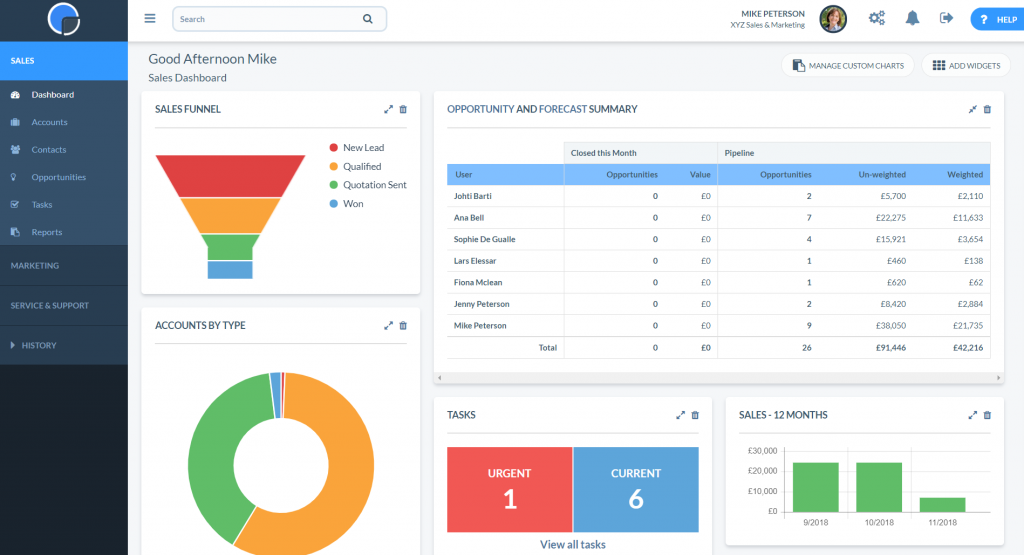 Search
MIKE PETERSON
XYZ Sales & Marketing
? HELP
SALES
Dashboard
Accounts
Contacts
Opportunities
Tasks
Reports
MARKETING
SERVICE & SUPPORT
HISTORY
Good Afternoon Mike
Sales Dashboard
MANAGE CUSTOM CHARTS
ADD WIDGETS
SALES FUNNEL
New Lead
Qualified
Quotation Sent
Won
OPPORTUNITY AND FORECAST SUMMARY
Closed this Month Pipeline
User Opportunities Value Opportunities Un-weighted Weighted
Johti Barti 0 £0 2 £5,700 £2,110
Ana Bell 0 £0 7 £22,275 £11,633
Sophie De Gualle 0 £0 4 £15,921 £3,654
Lars Elessar 0 £0 1 £460 £138
Fiona Mclean 0 £0 1 £620 £62
Jenny Peterson 0 £0 2 £8,420 £2,884
Mike Peterson 0 £0 9 £38,050 £21,735
Total 0 £0 26 £91,446 £42,216
ACCOUNTS BY TYPE
TASKS
URGENT
1
CURRENT
6
View all tasks
SALES - 12 MONTHS
£30,000
£20,000
£10,000
£0
9/2018 10/2018 11/2018